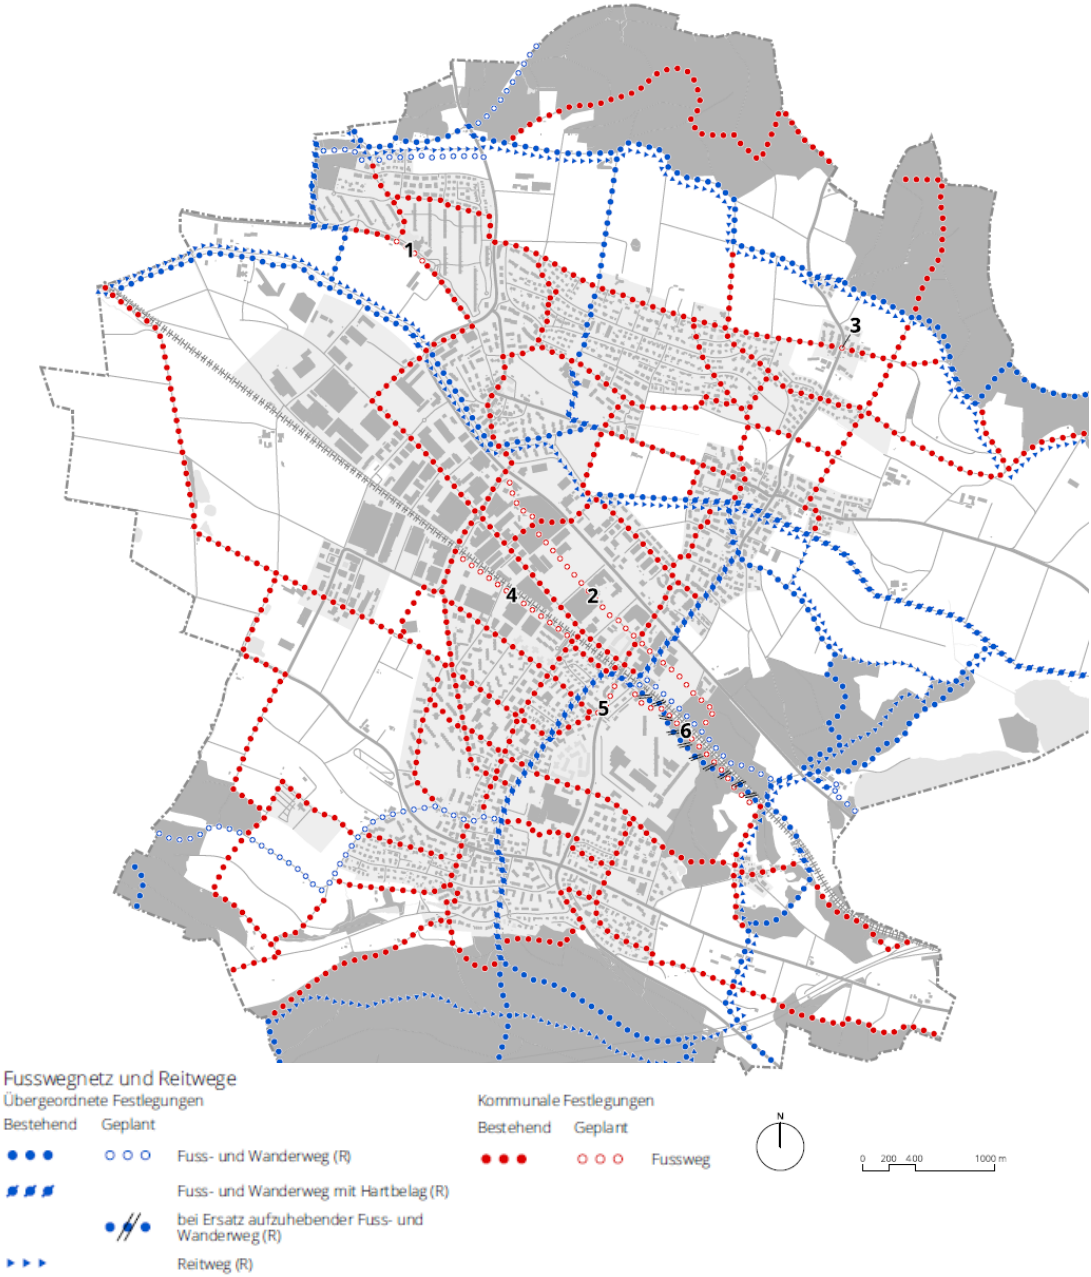 1
3
4
2
5
6
Fusswegnetz und Reitwege
Übergeordnete Festlegungen
Bestehend Geplant
Fuss- und Wanderweg (R)
Fuss- und Wanderweg mit Hartbelag (R)
bei Ersatz aufzuhebender Fuss- und
Wanderweg (R)
Reitweg (R)
Kommunale Festlegungen
Bestehend Geplant
Fussweg
N
0 200 400 1000 m